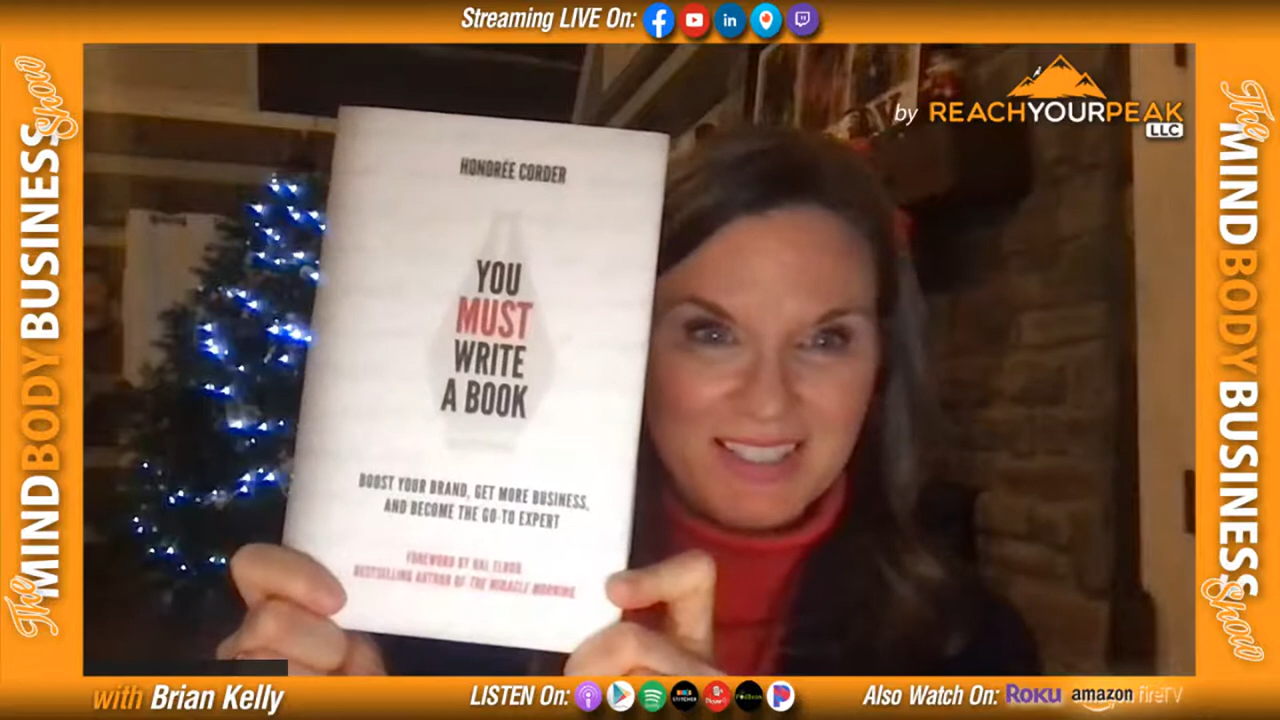 Streaming LIVE On:
in
The MIND BODY BUSINESS Show
by REACHYOURPEAK
LLC
HONORÉE CORDER
YOU
MUST
WRITE
A BOOK
BOOST YOUR BRAND, GET MORE BUSINESS,
AND BECOME THE GO-TO EXPERT
FOREWORD BY HAL ELROD
BESTSELLING AUTHOR OF THE MIRACLE MORNING
The MIND BODY BUSINESS Show
with Brian Kelly
LISTEN On:
STITCHER
Also Watch On: ROKU amazon fireTV